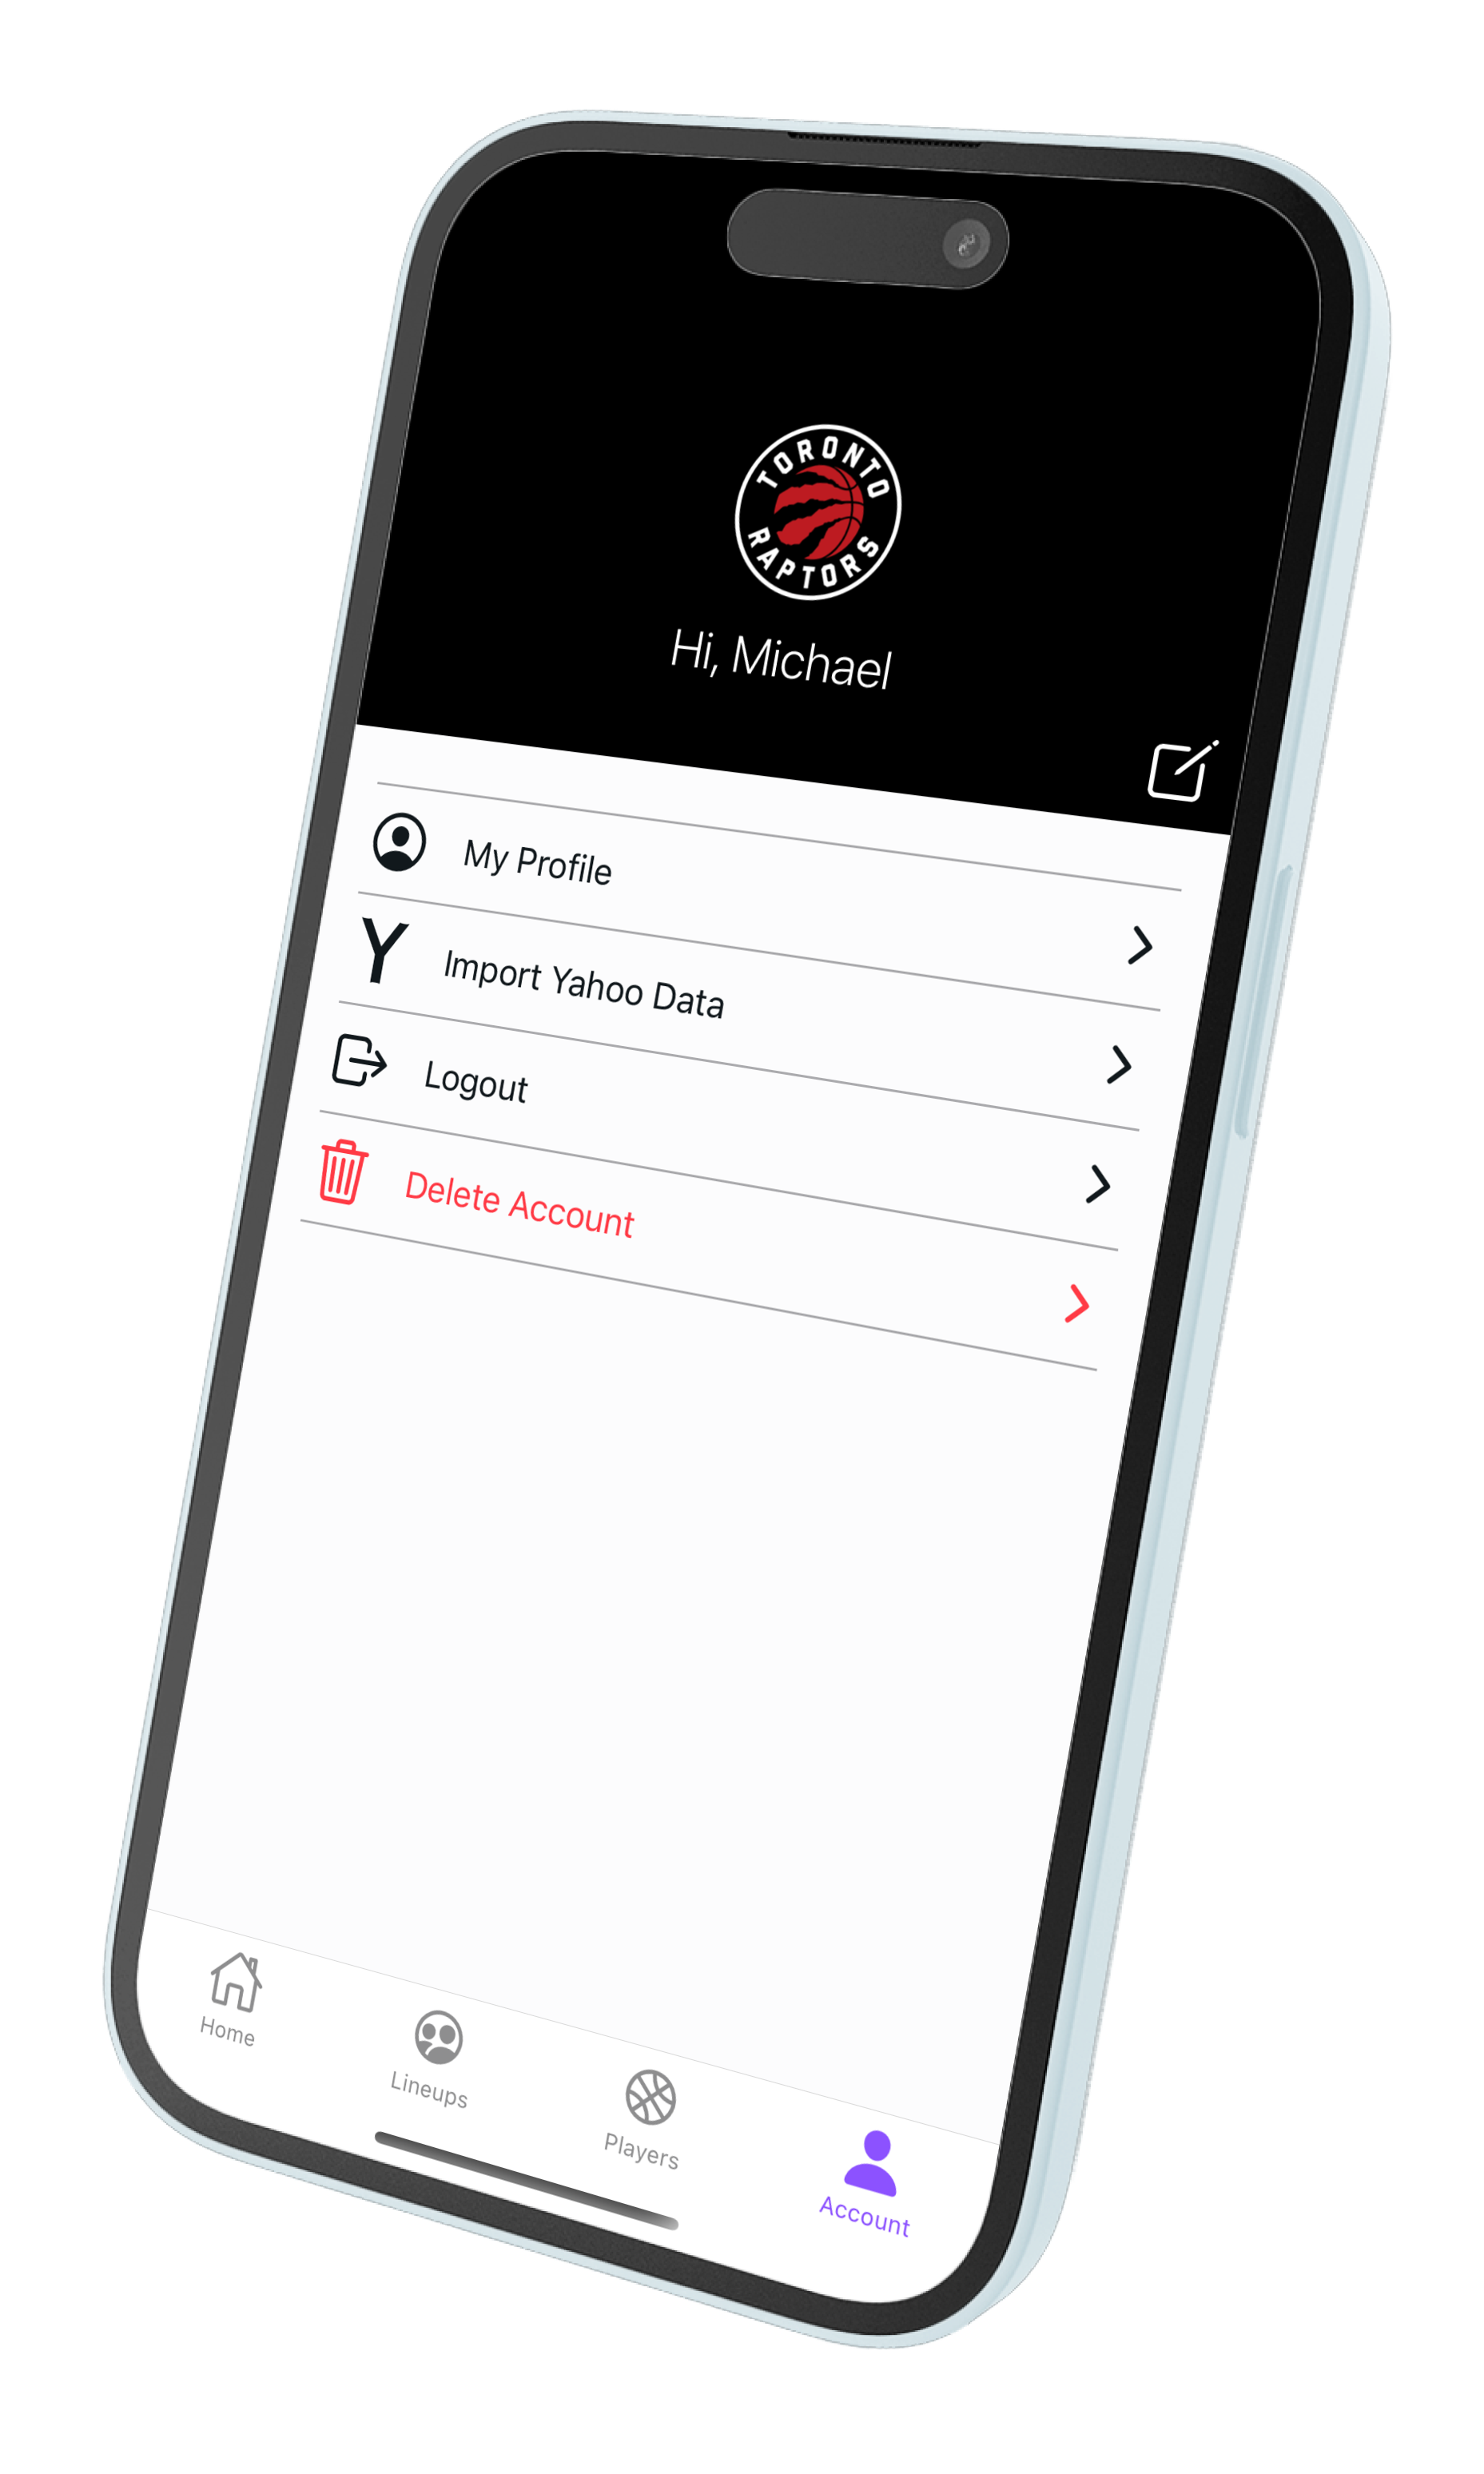 TORONTO
RAPTORS
Hi, Michael
My Profile
Import Yahoo Data
Logout
Delete Account
Home
Lineups
Players
Account